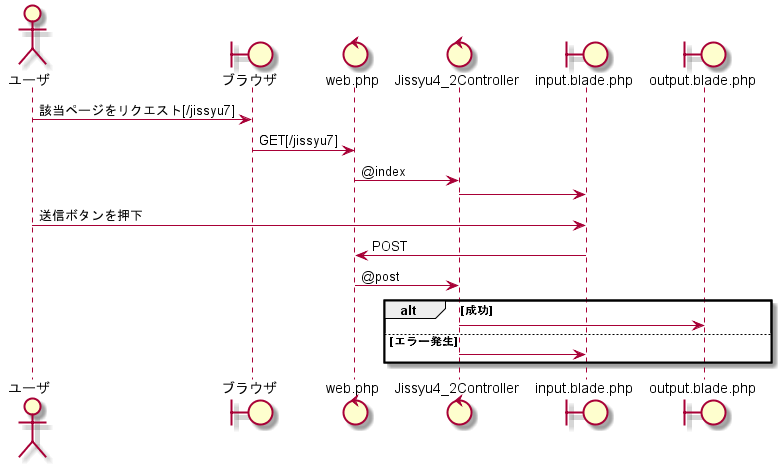 ユーザ
ブラウザ
web.php
Jissyu4_2Controller
input.blade.php
output.blade.php
該当ページをリクエスト[/jissyu7]
GET[/jissyu7]
@index
送信ボタンを押下
POST
@post
alt
[成功]
[エラー発生]
ユーザ
ブラウザ
web.php
Jissyu4_2Controller
input.blade.php
output.blade.php